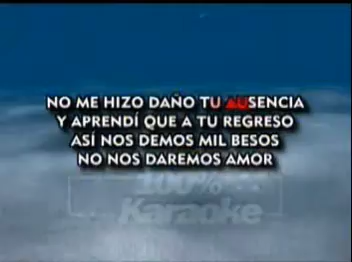 NO ME HIZO DAÑO TU AUSENCIA
Y APRENDÍ QUE A TU REGRESO
ASÍ NOS DEMOS MIL BESOS
NO NOS DAREMOS AMOR
100%
Karaoke